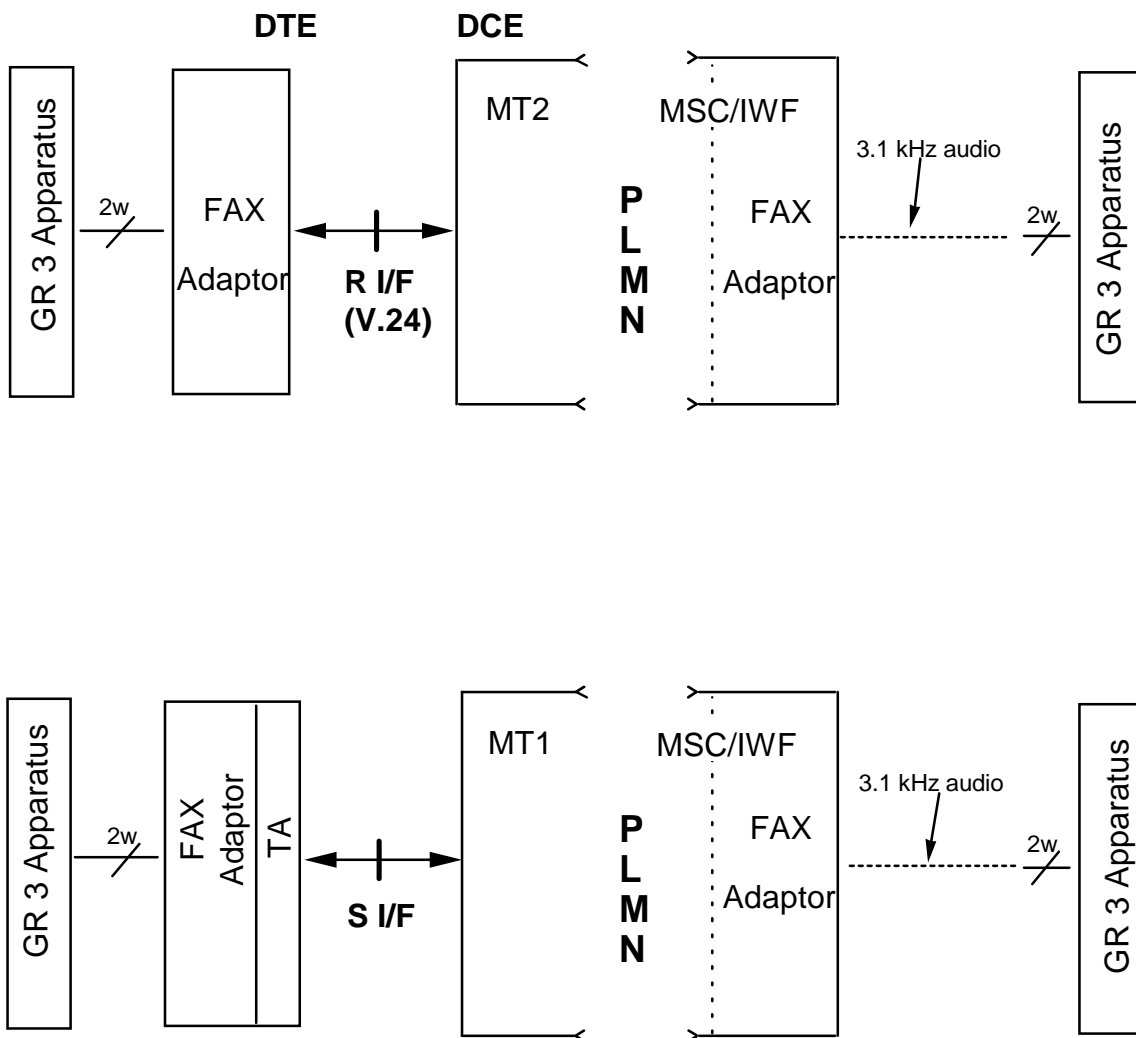 DTE DCE
GR 3 Apparatus
2w
FAX
Adaptor
R I/F
(V.24)
MT2
P
L
M
N
MSC/IWF
FAX
Adaptor
3.1 kHz audio
2w
GR 3 Apparatus
GR 3 Apparatus
2w
FAX
Adaptor
TA
S I/F
MT1
P
L
M
N
MSC/IWF
FAX
Adaptor
3.1 kHz audio
2w
GR 3 Apparatus